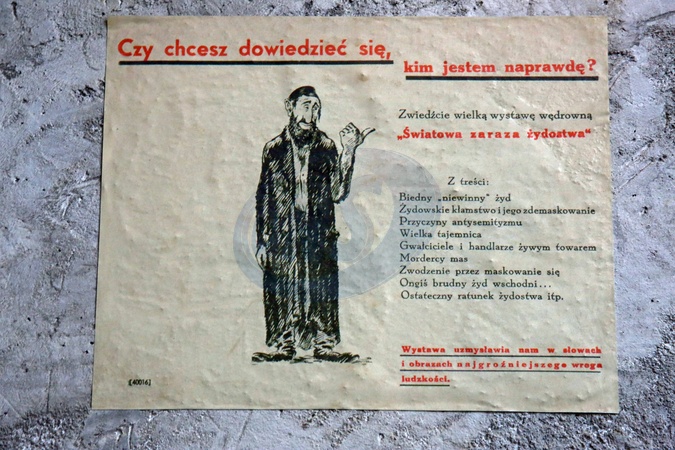 Czy chcesz dowiedzieć się,
kim jestem naprawdę?
Zwiedźcie wielką wystawę wędrowną
„Światowa zaraza żydostwa“
Z treści:
Biedny „niewinny“ żyd
Żydowskie kłamstwo i jego zdemaskowanie
Przyczyny antysemityzmu
Wielka tajemnica
Gwałciciele i handlarze żywym towarem
Mordercy mas
Zwodzenie przez maskowanie się
Ongiś brudny żyd wschodni...
Ostateczny ratunek żydostwa itp.
Wystawa uzmysławia nam w słowach
i obrazach najgroźniejszego wroga
ludzkości.
[40016]